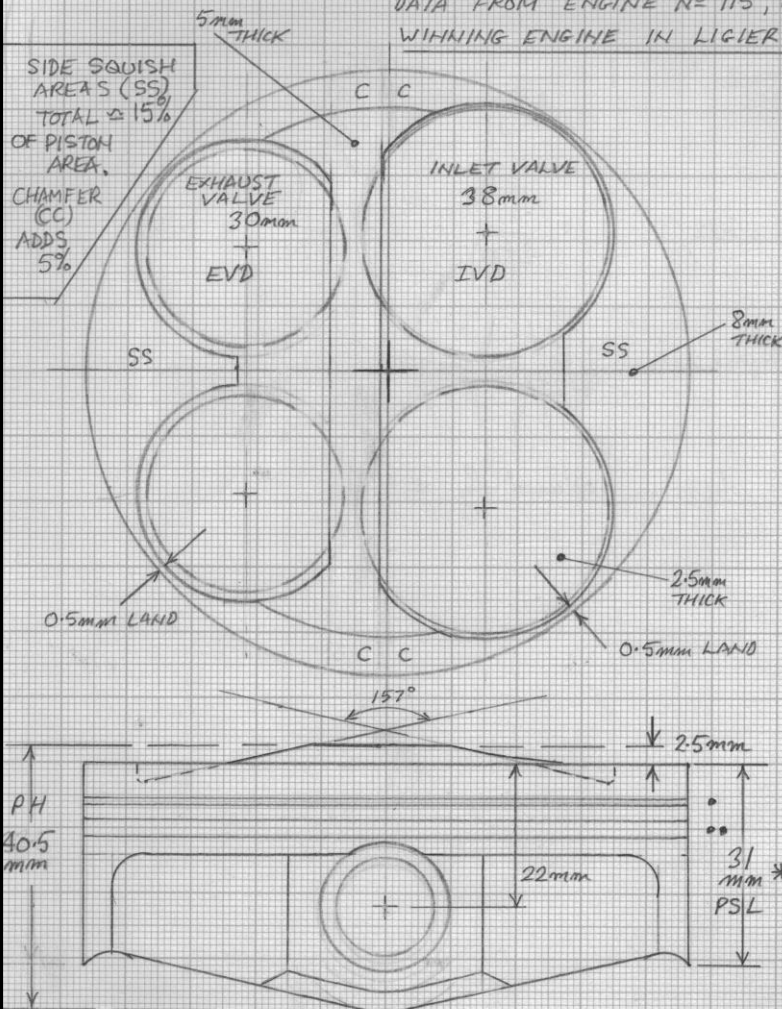 DATA FROM ENGINE Nº 115,
WINNING ENGINE IN LIGIER
5mm
THICK
SIDE SQUISH
AREAS (SS)
TOTAL ≏ 15%
OF PISTON
AREA.
CHAMFER
(CC)
ADDS
5%
C C
EXHAUST
VALVE
30mm
EVD
INLET VALVE
38mm
IVD
SS
SS
8mm
THICK
2.5mm
THICK
0.5mm LAND
0.5mm LAND
C C
157°
2.5mm
PH
40.5
mm
22mm
31
mm *
PSL